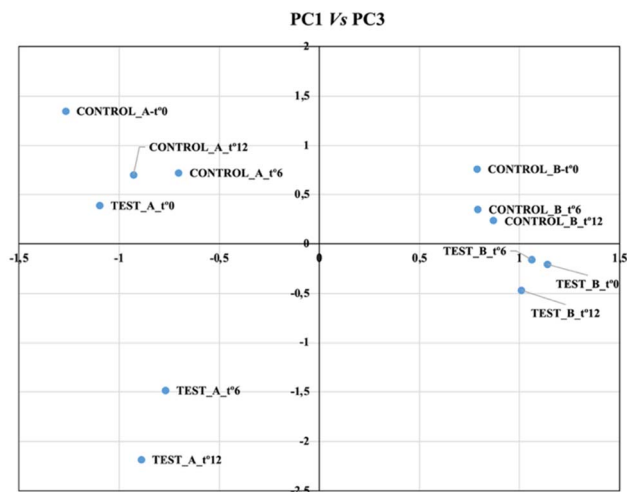 PC1 Vs PC3
2
1,5
CONTROL_A-tº0
1
CONTROL_A_tº12
CONTROL_A_tº6
CONTROL_B-tº0
0,5
TEST_A_tº0
CONTROL_B_tº6
CONTROL_B_tº12
0
TEST_B_tº6
-1,5
-1
-0,5
0
0,5
1
1,5
TEST_B_tº0
-0,5
TEST_B_tº12
-1
-1,5
TEST_A_tº6
-2
TEST_A_tº12
-2,5